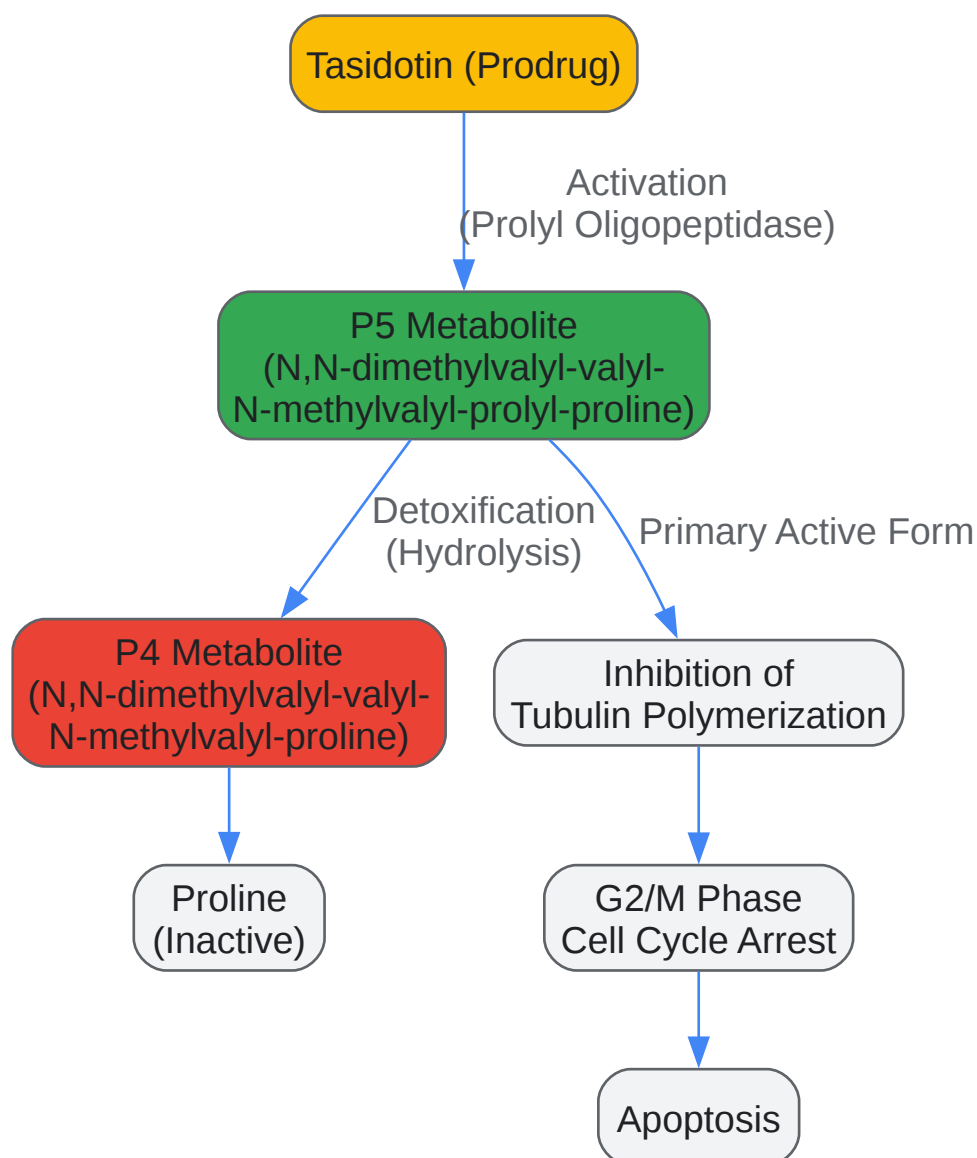 Tasidotin (Prodrug)
Activation
(Prolyl Oligopeptidase)
P5 Metabolite
(N,N-dimethylvalyl-valyl-
N-methylvalyl-prolyl-proline)
Detoxification
(Hydrolysis)
Primary Active Form
P4 Metabolite
(N,N-dimethylvalyl-valyl-
N-methylvalyl-proline)
Inhibition of
Tubulin Polymerization
Proline
(Inactive)
G2/M Phase
Cell Cycle Arrest
Apoptosis